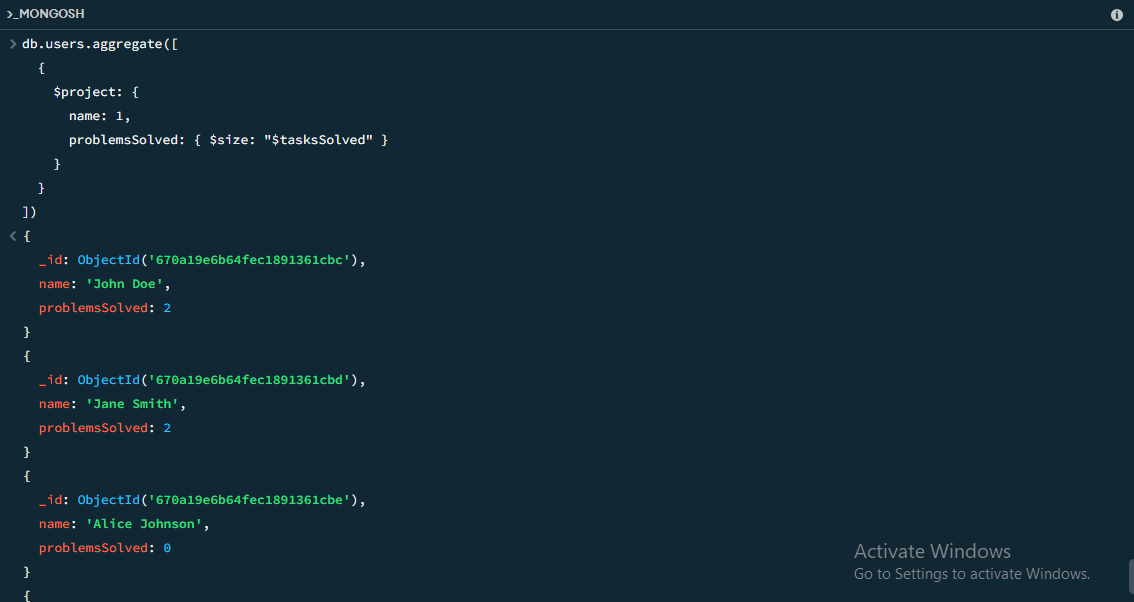 >_MONGOSH
> db.users.aggregate([
    {
      $project: {
        name: 1,
        problemsSolved: { $size: "$tasksSolved" }
      }
    }
  ])
< {
    _id: ObjectId('670a19e6b64fec1891361cbc'),
    name: 'John Doe',
    problemsSolved: 2
  }
  {
    _id: ObjectId('670a19e6b64fec1891361cbd'),
    name: 'Jane Smith',
    problemsSolved: 2
  }
  {
    _id: ObjectId('670a19e6b64fec1891361cbe'),
    name: 'Alice Johnson',
    problemsSolved: 0
  }
  {
Activate Windows
Go to Settings to activate Windows.